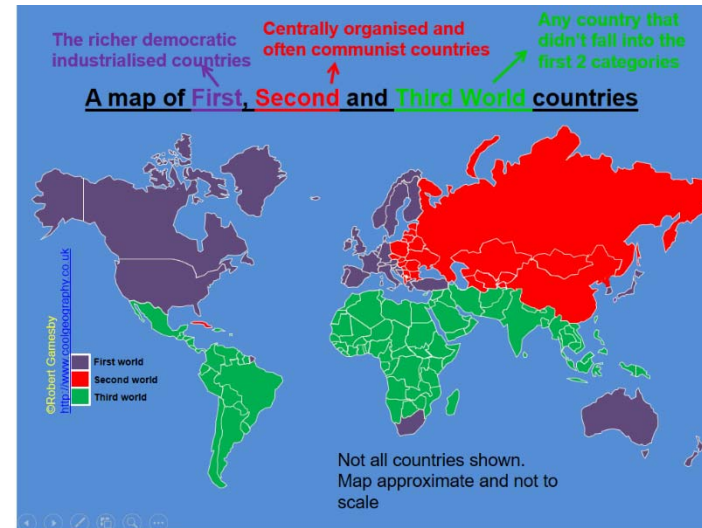 The richer democratic
industrialised countries
Centrally organised and
often communist countries
Any country that
didn't fall into the
first 2 categories
A map of First, Second and Third World countries
©Robert Gamesby
http://www.coolgeography.co.uk
First world
Second world
Third world
Not all countries shown.
Map approximate and not to
scale